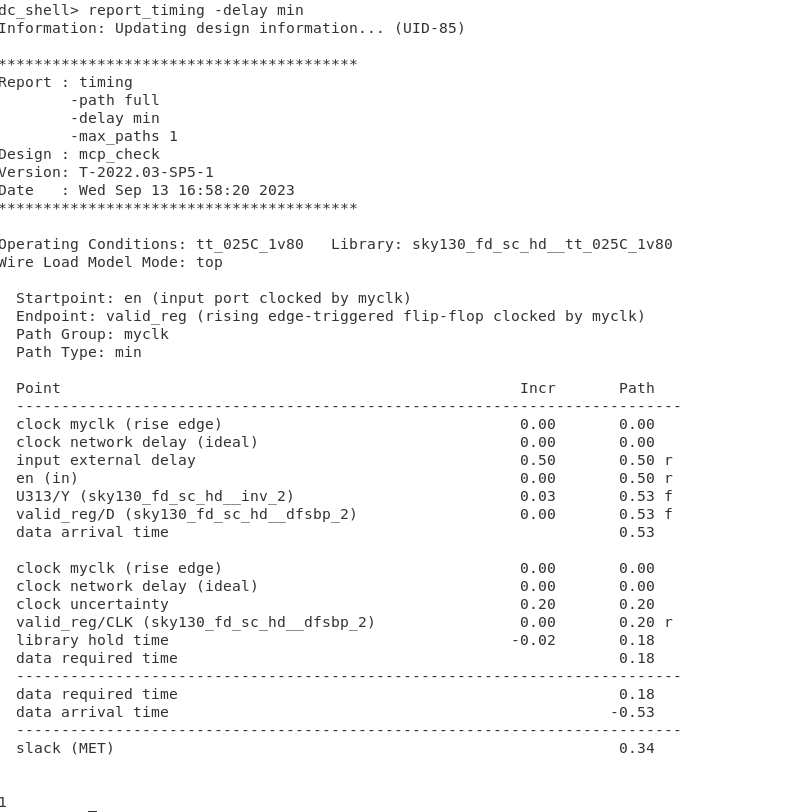 dc_shell> report_timing -delay min
Information: Updating design information... (UID-85)
****************************************
Report : timing
        -path full
        -delay min
        -max_paths 1
Design : mcp_check
Version: T-2022.03-SP5-1
Date   : Wed Sep 13 16:58:20 2023
****************************************
Operating Conditions: tt_025C_1v80   Library: sky130_fd_sc_hd__tt_025C_1v80
Wire Load Model Mode: top
  Startpoint: en (input port clocked by myclk)
  Endpoint: valid_reg (rising edge-triggered flip-flop clocked by myclk)
  Path Group: myclk
  Path Type: min
  Point                                                   Incr       Path
  --------------------------------------------------------------------------
  clock myclk (rise edge)                                 0.00       0.00
  clock network delay (ideal)                             0.00       0.00
  input external delay                                    0.50       0.50 r
  en (in)                                                 0.00       0.50 r
  U313/Y (sky130_fd_sc_hd__inv_2)                         0.03       0.53 f
  valid_reg/D (sky130_fd_sc_hd__dfsbp_2)                  0.00       0.53 f
  data arrival time                                                  0.53
  clock myclk (rise edge)                                 0.00       0.00
  clock network delay (ideal)                             0.00       0.00
  clock uncertainty                                       0.20       0.20
  valid_reg/CLK (sky130_fd_sc_hd__dfsbp_2)                0.00       0.20 r
  library hold time                                      -0.02       0.18
  data required time                                                 0.18
  --------------------------------------------------------------------------
  data required time                                                 0.18
  data arrival time                                                 -0.53
  --------------------------------------------------------------------------
  slack (MET)                                                        0.34
1